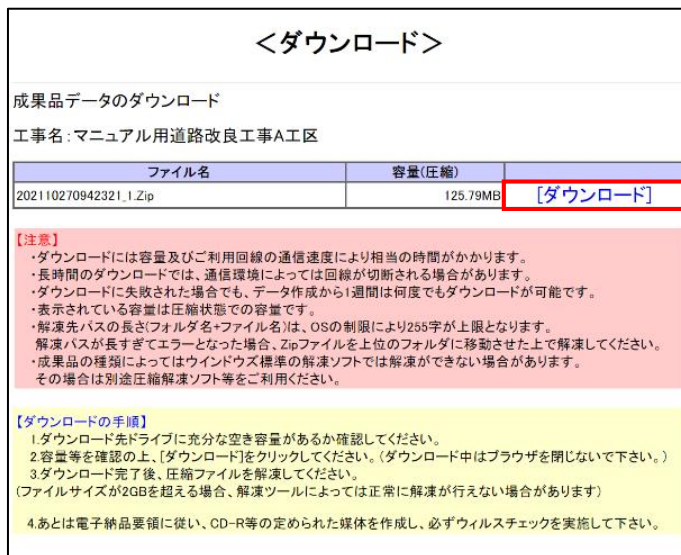 ＜ダウンロード＞
成果品データのダウンロード
工事名：マニュアル用道路改良工事A工区
ファイル名 容量(圧縮)
202110270942321_1.Zip 125.79MB [ダウンロード]
【注意】
・ダウンロードには容量及びご利用回線の通信速度により相当の時間がかかります。
・長時間のダウンロードでは、通信環境によっては回線が切断される場合があります。
・ダウンロードに失敗された場合でも、データ作成から1週間は何度でもダウンロードが可能です。
・表示されている容量は圧縮状態での容量です。
・解凍先パスの長さ(フォルダ名+ファイル名)は、OSの制限により255字が上限となります。
解凍パスが長すぎてエラーとなった場合、Zipファイルを上位のフォルダに移動させた上で解凍してください。
・成果品の種類によってはウインドウズ標準の解凍ソフトでは解凍ができない場合があります。
その場合は別途圧縮解凍ソフト等をご利用ください。
【ダウンロードの手順】
1.ダウンロード先ドライブに充分な空き容量があるか確認してください。
2.容量等を確認の上、[ダウンロード]をクリックしてください。(ダウンロード中はブラウザを閉じないで下さい。)
3.ダウンロード完了後、圧縮ファイルを解凍してください。
(ファイルサイズが2GBを超える場合、解凍ツールによっては正常に解凍が行えない場合があります)
4.あとは電子納品要領に従い、CD-R等の定められた媒体を作成し、必ずウィルスチェックを実施して下さい。